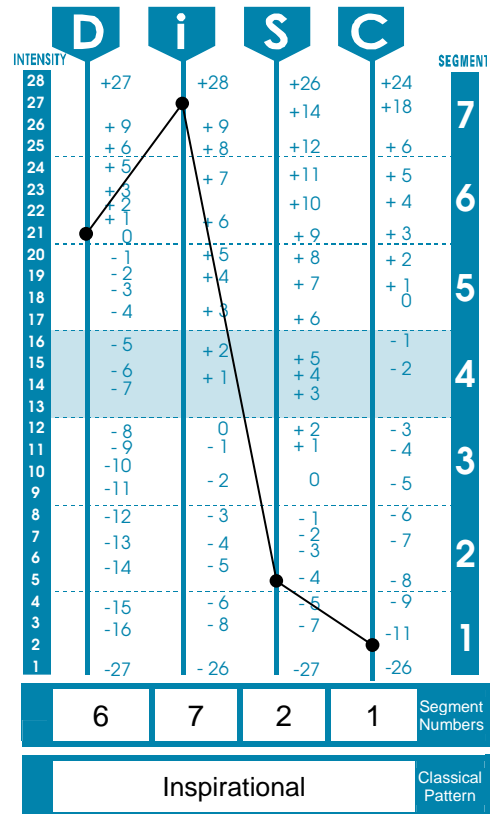 D i S C
INTENSITY SEGMENT
28 +27 +28 +26 +24
27 +14 +18 7
26 + 9 + 9
25 + 6 + 8 +12 + 6
24 + 5 + 7 +11 + 5
23 + 3 +10 + 4 6
22 + 2
+ 1 + 6
21 0 + 9 + 3
20 - 1 + 5 + 8 + 2
19 - 2 + 4 + 7 + 1
18 - 3 0 5
17 - 4 + 3 + 6
16 - 5 + 2 - 1
15 - 6 + 1 + 5 - 2
14 - 7 + 4 4
13 + 3
12 - 8 0 + 2 - 3
11 - 9 - 1 + 1 - 4
10 -10 - 2 0 3
9 -11 - 5
8 -12 - 3 - 1 - 6
7 -13 - 4 - 2 - 7
6 -14 - 5 - 3 2
5 - 4 - 8
4 -15 - 6 - 5 - 9
3 -16 - 8 - 7 -11
2 1
1 -27 - 26 -27 -26
6 7 2 1 Segment
Numbers
Inspirational Classical
Pattern